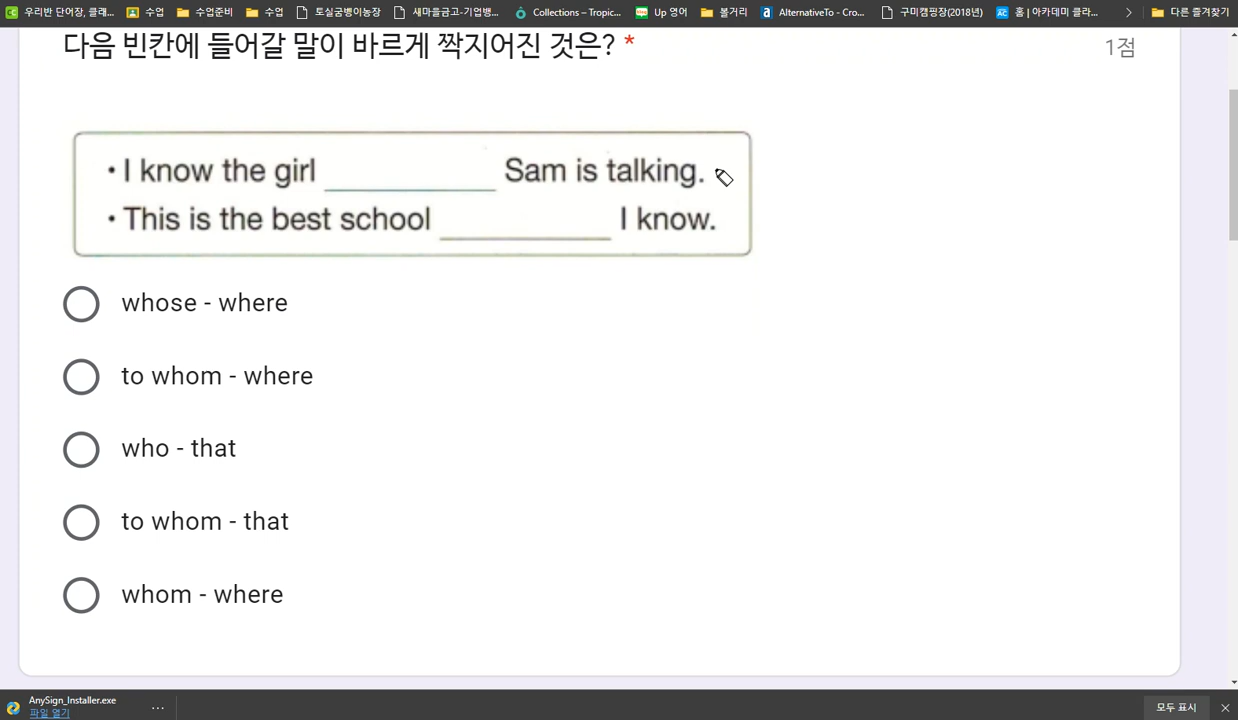 우리반 단어장, 클래... 수업 수업준비 수업 토실굼벵이농장 새마을금고-기업뱅... Collections – Tropic... Up 영어 볼거리 AlternativeTo - Cro... 구미캠핑장(2018년) 홈 | 아카데미 클라... 다른 즐겨찾기
다음 빈칸에 들어갈 말이 바르게 짝지어진 것은? *
1점
• I know the girl __________ Sam is talking.
• This is the best school __________ I know.
whose - where
to whom - where
who - that
to whom - that
whom - where
AnySign_Installer.exe
파일 열기
모두 표시